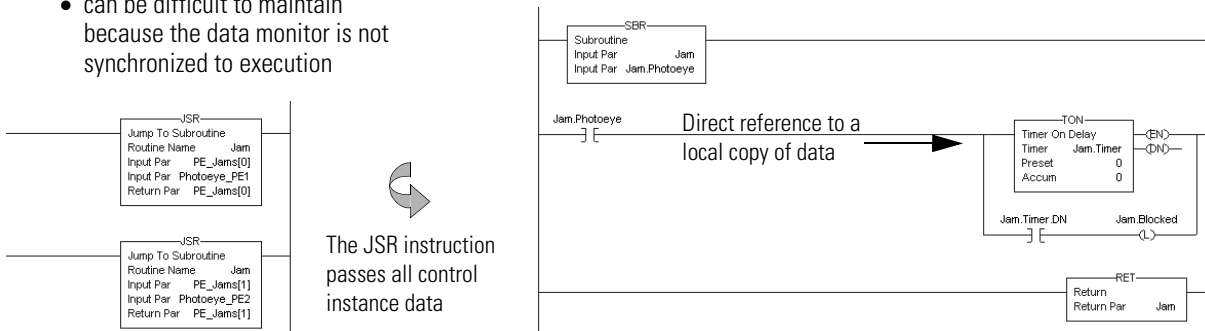 • can be difficult to maintain
because the data monitor is not
synchronized to execution
JSR
Jump To Subroutine
Routine Name Jam
Input Par PE_Jams[0]
Input Par Photoeye_PE1
Return Par PE_Jams[0]
JSR
Jump To Subroutine
Routine Name Jam
Input Par PE_Jams[1]
Input Par Photoeye_PE2
Return Par PE_Jams[1]
The JSR instruction
passes all control
instance data
SBR
Subroutine
Input Par Jam
Input Par Jam.Photoeye
Jam.Photoeye
Direct reference to a
local copy of data
TON
Timer On Delay
Timer Jam.Timer
Preset 0
Accum 0
EN
DN
Jam.Timer.DN
Jam.Blocked
L
RET
Return
Return Par Jam